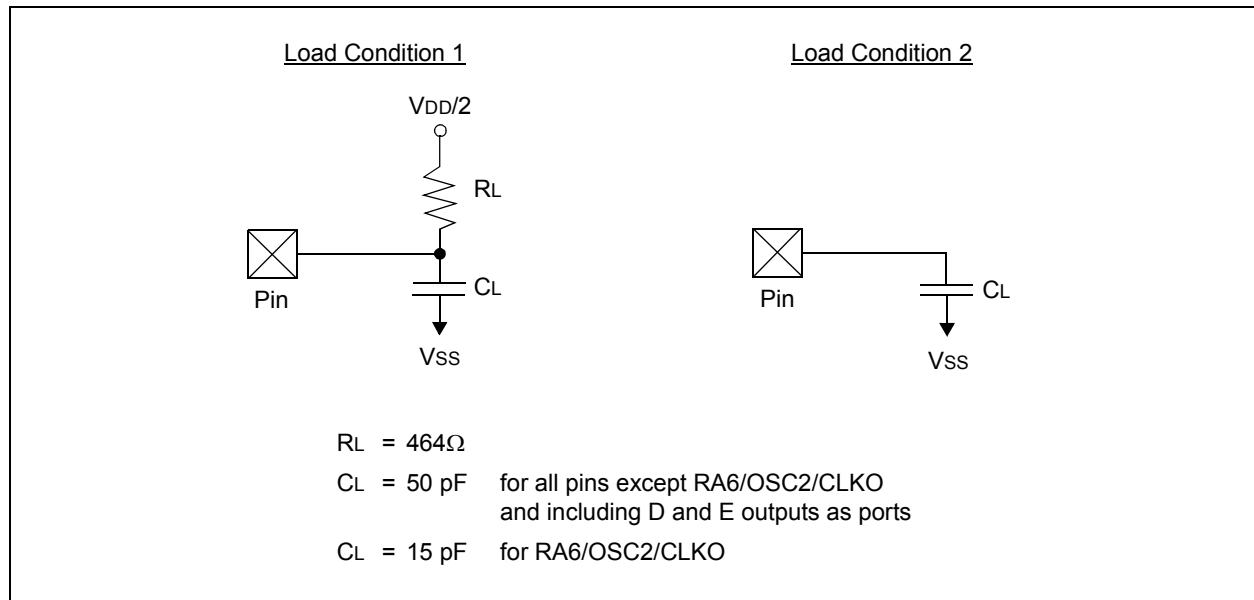 Load Condition 1
Load Condition 2
VDD/2
RL
Pin
CL
VSS
Pin
CL
VSS
RL = 464Ω
CL = 50 pF for all pins except RA6/OSC2/CLKO
and including D and E outputs as ports
CL = 15 pF for RA6/OSC2/CLKO